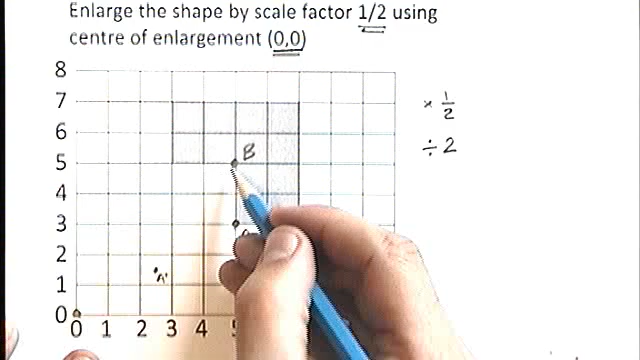 Enlarge the shape by scale factor 1/2 using
centre of enlargement (0,0)
8
7
× 1/2
6
B
÷ 2
5
4
3
2
A'
1
0
0 1 2 3 4